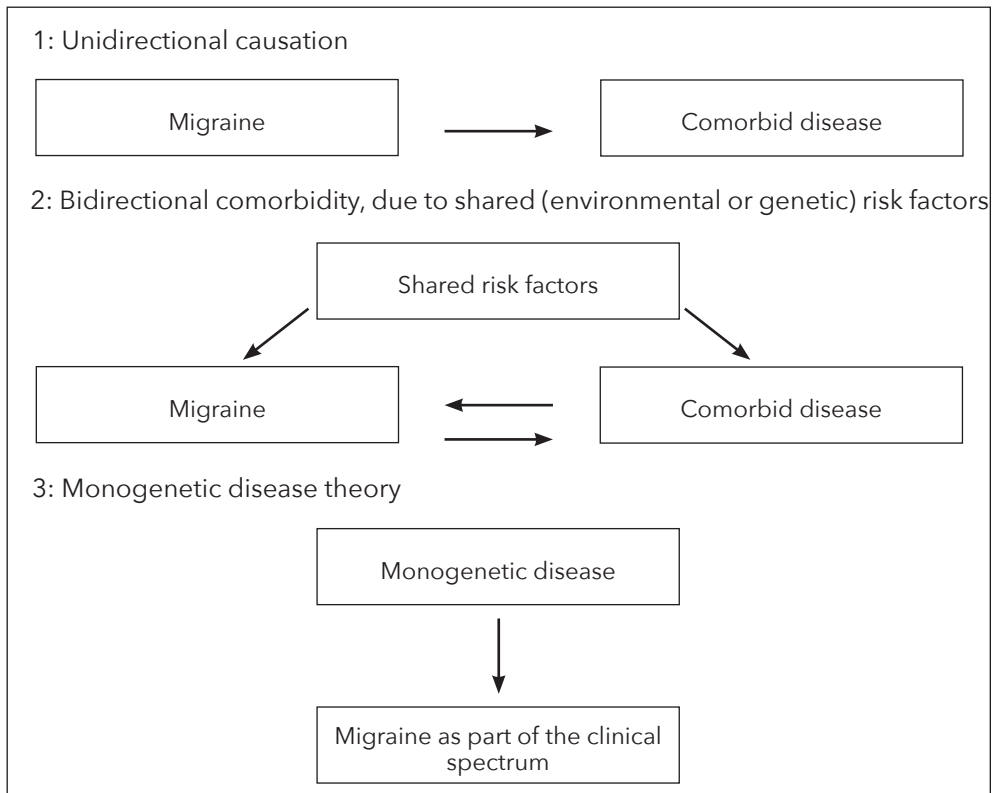 1: Unidirectional causation
Migraine
Comorbid disease
2: Bidirectional comorbidity, due to shared (environmental or genetic) risk factors
Shared risk factors
Migraine
Comorbid disease
3: Monogenetic disease theory
Monogenetic disease
Migraine as part of the clinical
spectrum